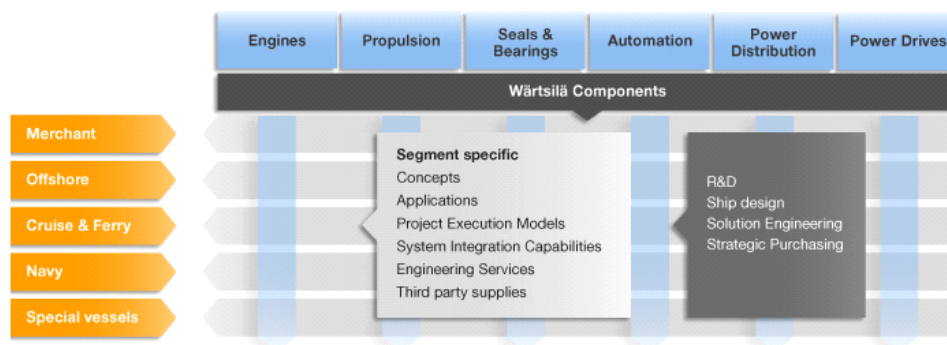 Engines
Propulsion
Seals &
Bearings
Automation
Power
Distribution
Power Drives
Wärtsilä Components
Merchant
Offshore
Cruise & Ferry
Navy
Special vessels
Segment specific
Concepts
Applications
Project Execution Models
System Integration Capabilities
Engineering Services
Third party supplies
R&D
Ship design
Solution Engineering
Strategic Purchasing